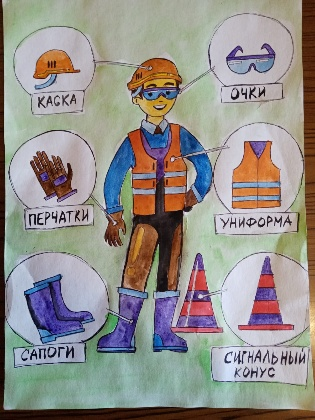 КАСКА
ОЧКИ
ПЕРЧАТКИ
УНИФОРМА
САПОГИ
СИГНАЛЬНЫЙ
КОНУС